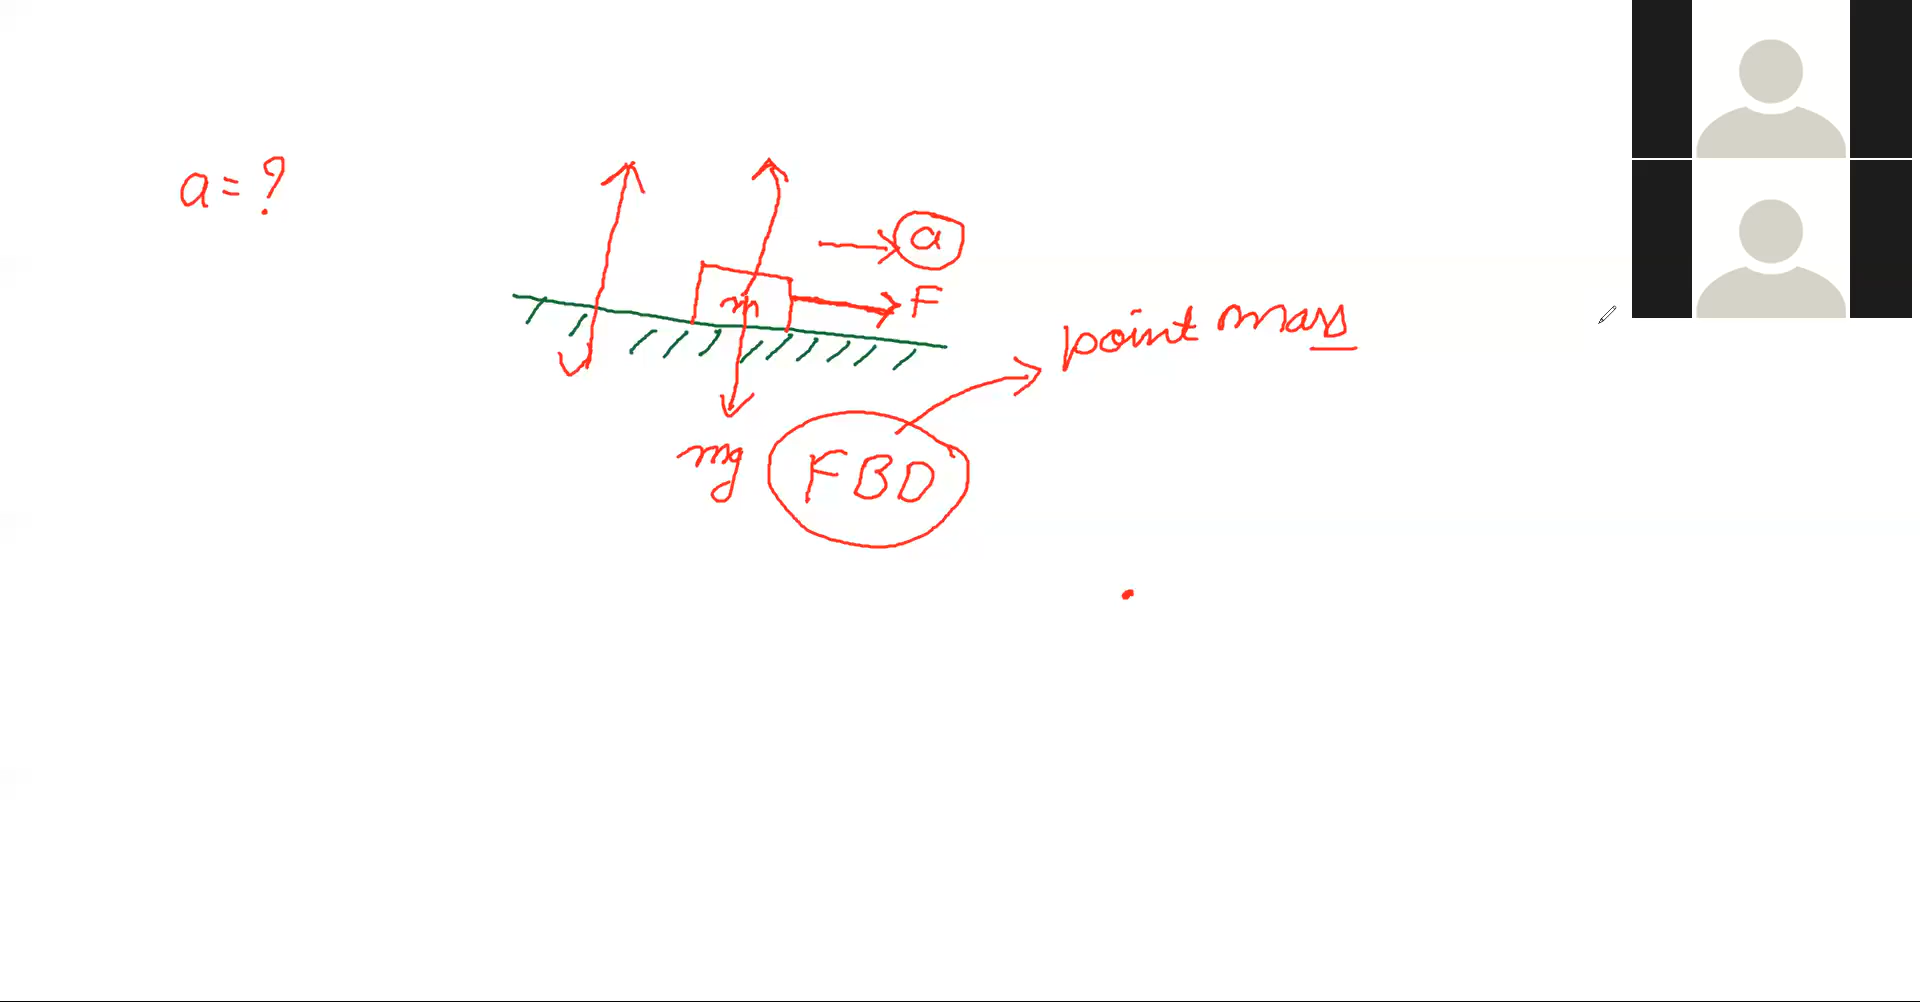 a = ?
a
F
m
point mass
mg
FBD